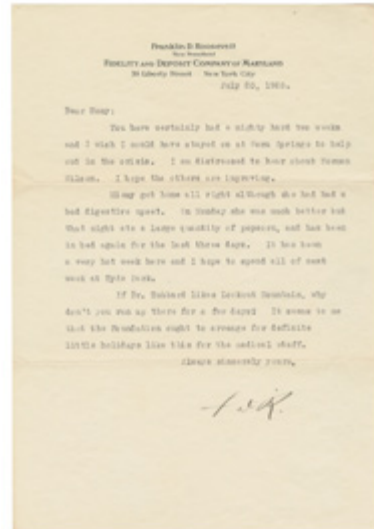 Franklin D. Roosevelt
Vice President
FIDELITY AND DEPOSIT COMPANY OF MARYLAND
39 Liberty Street New York City
July 20, 1928.
Dear
You have certainly had a mighty hard two weeks
and I wish I could have stayed on at Warm Springs to help
out in the crisis. I am distressed to hear about
Wilson. I hope the others are improving.
got home all right although she had had a
bad digestive upset. On Sunday she was much better but
that night ate a large quantity of popcorn, and has been
in bed again for the last three days. It has been
a very hot week here and I hope to spend all of next
week at Hyde Park.
If Dr. Hubbard likes Lookout Mountain, why
don't you run up there for a few days? It seems to me
that the Foundation ought to arrange for definite
little holidays like this for the medical staff.
Always sincerely yours,